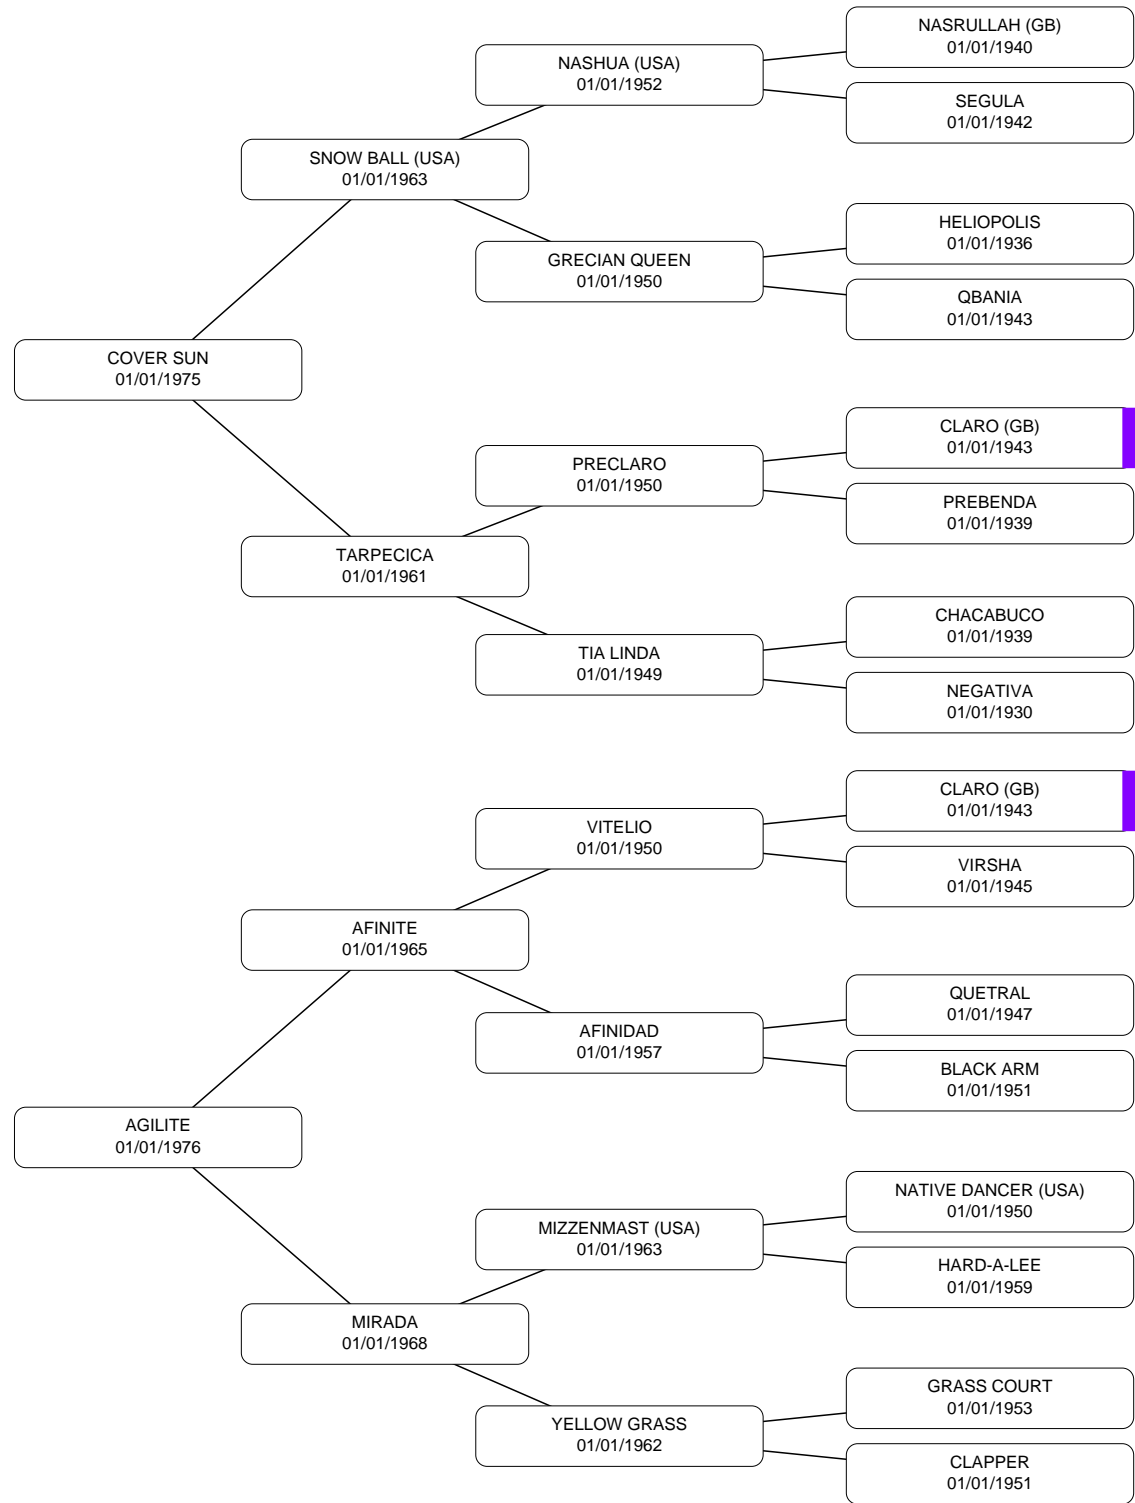 NASRULLAH (GB)
01/01/1940
NASHUA (USA)
01/01/1952
SEGULA
01/01/1942
SNOW BALL (USA)
01/01/1963
HELIOPOLIS
01/01/1936
GRECIAN QUEEN
01/01/1950
QBANIA
01/01/1943
COVER SUN
01/01/1975
CLARO (GB)
01/01/1943
PRECLARO
01/01/1950
PREBENDA
01/01/1939
TARPECICA
01/01/1961
CHACABUCO
01/01/1939
TIA LINDA
01/01/1949
NEGATIVA
01/01/1930
CLARO (GB)
01/01/1943
VITELIO
01/01/1950
VIRSHA
01/01/1945
AFINITE
01/01/1965
QUETRAL
01/01/1947
AFINIDAD
01/01/1957
BLACK ARM
01/01/1951
AGILITE
01/01/1976
NATIVE DANCER (USA)
01/01/1950
MIZZENMAST (USA)
01/01/1963
HARD-A-LEE
01/01/1959
MIRADA
01/01/1968
GRASS COURT
01/01/1953
YELLOW GRASS
01/01/1962
CLAPPER
01/01/1951